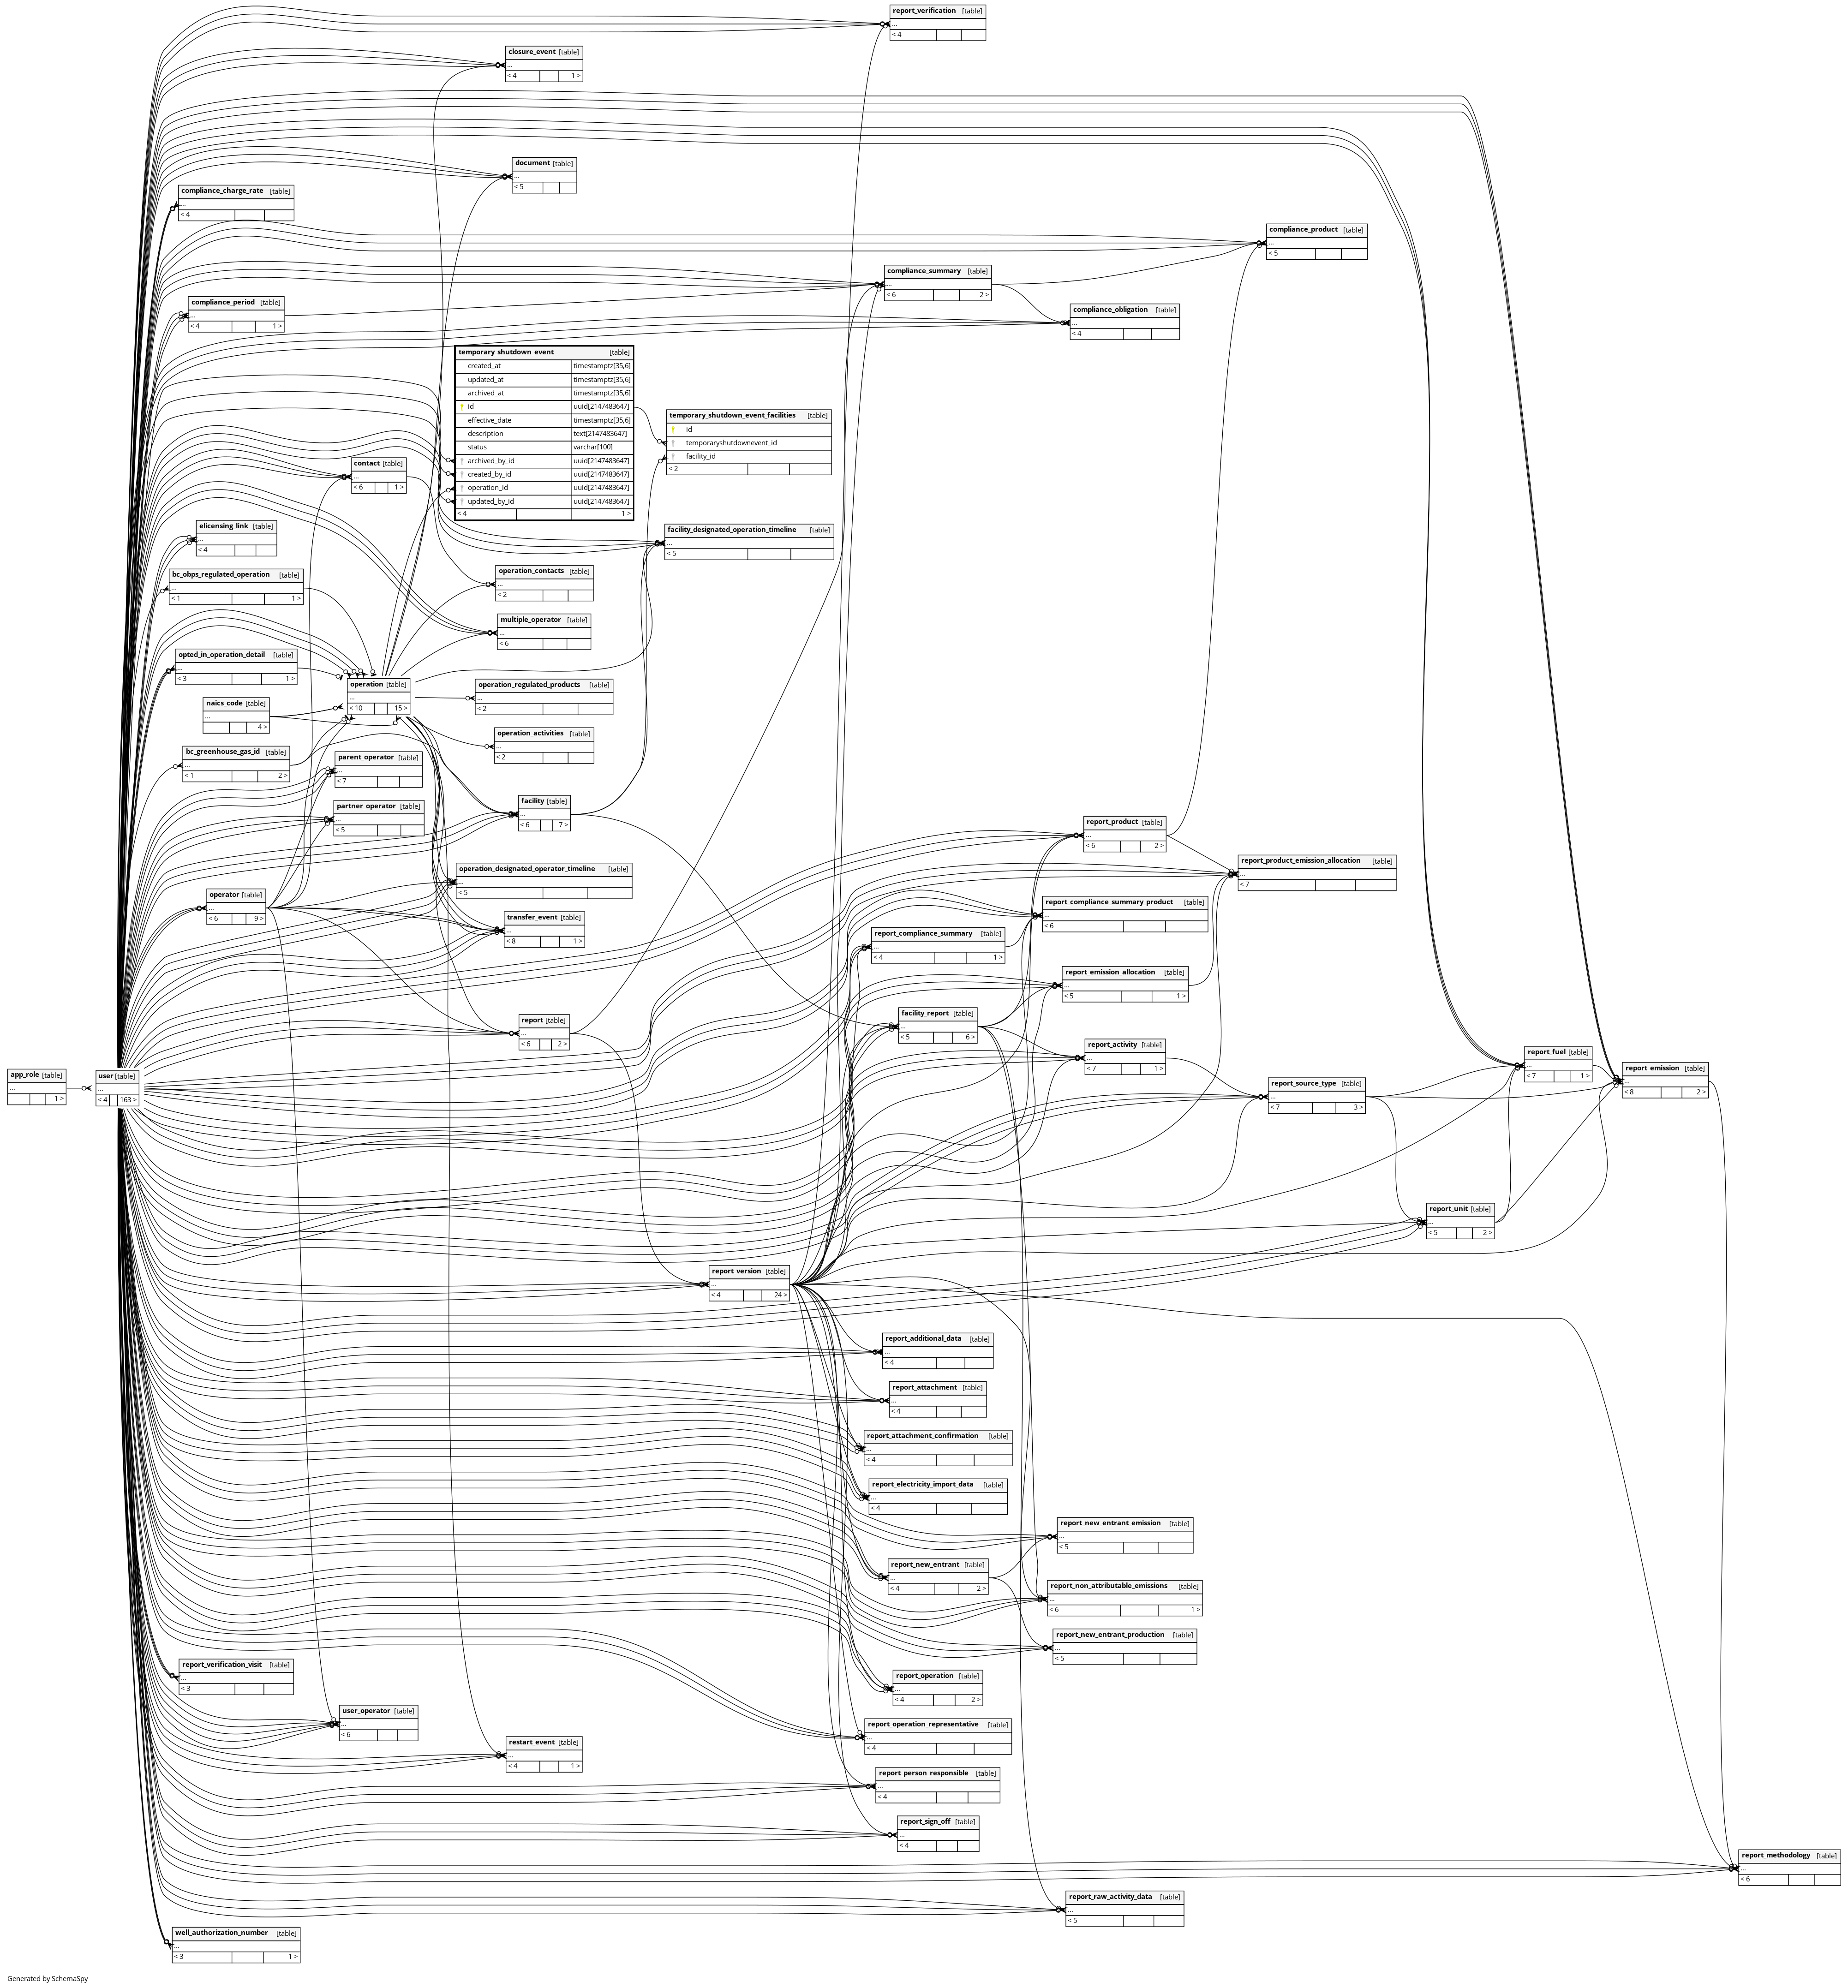 report_verification [table]
...
< 4
closure_event [table]
...
< 4 1 >
document [table]
...
< 5
compliance_charge_rate [table]
...
< 4
compliance_product [table]
...
< 5
compliance_summary [table]
...
< 6 2 >
compliance_period [table]
...
< 4 1 >
compliance_obligation [table]
...
< 4
temporary_shutdown_event [table]
created_at timestamptz[35,6]
updated_at timestamptz[35,6]
archived_at timestamptz[35,6]
id uuid[2147483647]
effective_date timestamptz[35,6]
description text[2147483647]
status varchar[100]
archived_by_id uuid[2147483647]
created_by_id uuid[2147483647]
operation_id uuid[2147483647]
updated_by_id uuid[2147483647]
< 4 1 >
temporary_shutdown_event_facilities [table]
id
temporaryshutdownevent_id
facility_id
< 2
contact [table]
...
< 6 1 >
elicensing_link [table]
...
< 4
facility_designated_operation_timeline [table]
...
< 5
bc_obps_regulated_operation [table]
...
< 1 1 >
operation_contacts [table]
...
< 2
multiple_operator [table]
...
< 6
opted_in_operation_detail [table]
...
< 3 1 >
operation [table]
...
< 10 15 >
operation_regulated_products [table]
...
< 2
naics_code [table]
...
4 >
operation_activities [table]
...
< 2
bc_greenhouse_gas_id [table]
...
< 1 2 >
parent_operator [table]
...
< 7
facility [table]
...
< 6 7 >
partner_operator [table]
...
< 5
report_product [table]
...
< 6 2 >
report_product_emission_allocation [table]
...
< 7
operation_designated_operator_timeline [table]
...
< 5
operator [table]
...
< 6 9 >
report_compliance_summary_product [table]
...
< 6
transfer_event [table]
...
< 8 1 >
report_compliance_summary [table]
...
< 4 1 >
report_emission_allocation [table]
...
< 5 1 >
facility_report [table]
...
< 5 6 >
report [table]
...
< 6 2 >
report_activity [table]
...
< 7 1 >
report_fuel [table]
...
< 7 1 >
report_emission [table]
...
< 8 2 >
app_role [table]
...
1 >
user [table]
...
< 4 163 >
report_source_type [table]
...
< 7 3 >
report_unit [table]
...
< 5 2 >
report_version [table]
...
< 4 24 >
report_additional_data [table]
...
< 4
report_attachment [table]
...
< 4
report_attachment_confirmation [table]
...
< 4
report_electricity_import_data [table]
...
< 4
report_new_entrant_emission [table]
...
< 5
report_new_entrant [table]
...
< 4 2 >
report_non_attributable_emissions [table]
...
< 6 1 >
report_new_entrant_production [table]
...
< 5
report_verification_visit [table]
...
< 3
report_operation [table]
...
< 4 2 >
user_operator [table]
...
< 6
report_operation_representative [table]
...
< 4
restart_event [table]
...
< 4 1 >
report_person_responsible [table]
...
< 4
report_sign_off [table]
...
< 4
report_methodology [table]
...
< 6
report_raw_activity_data [table]
...
< 5
well_authorization_number [table]
...
< 3 1 >
Generated by SchemaSpy